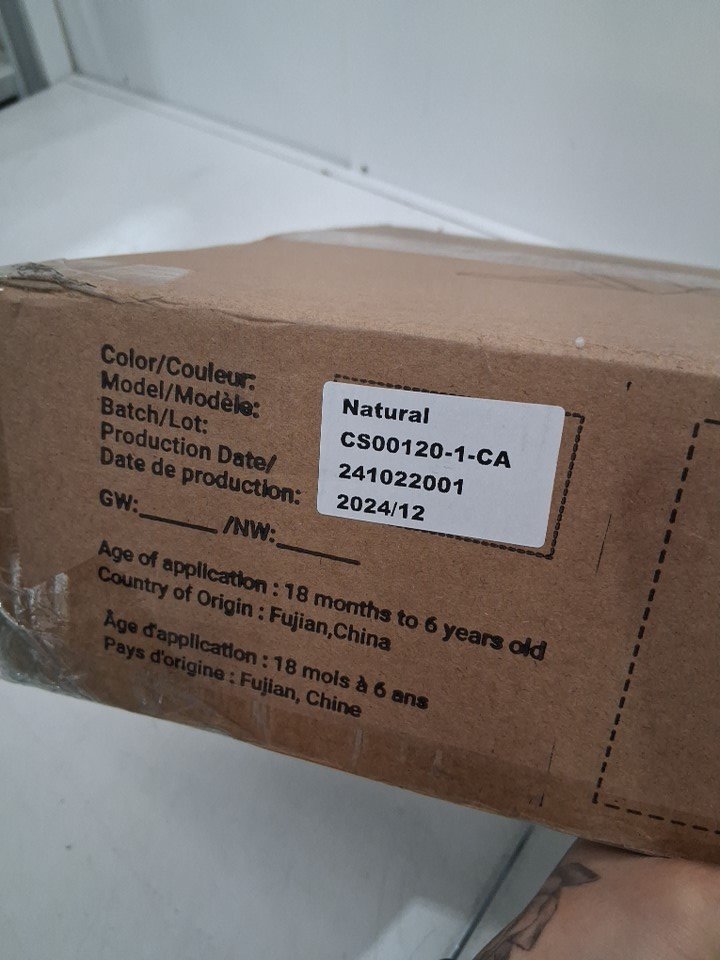 Color/Couleur: Natural
Model/Modèle: CS00120-1-CA
Batch/Lot: 241022001
Production Date/
Date de production: 2024/12
GW:______ /NW:______
Age of application : 18 months to 6 years old
Country of Origin : Fujian,China
Âge d'application : 18 mois à 6 ans
Pays d'origine : Fujian, Chine